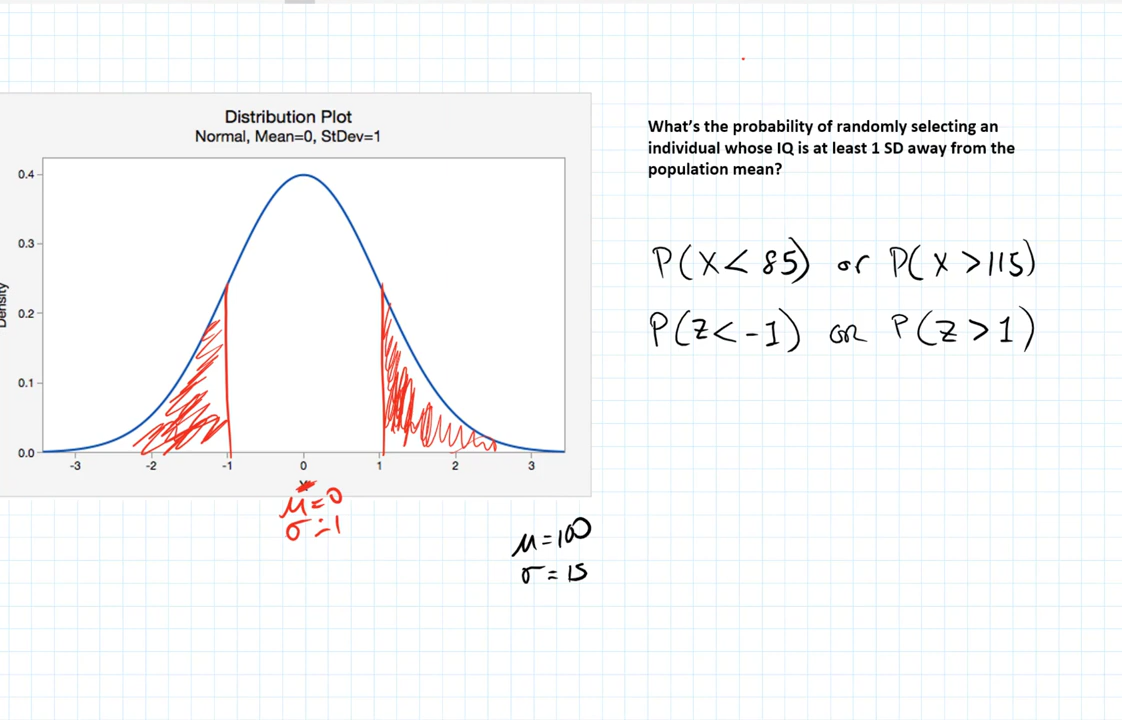 Distribution Plot
Normal, Mean=0, StDev=1
What's the probability of randomly selecting an
individual whose IQ is at least 1 SD away from the
population mean?
0.4
0.3
0.2
0.1
0.0
Density
P(X<85) or P(X>115)
P(Z<-1) or P(Z>1)
-3 -2 -1 0 1 2 3
μ=0
σ=1
μ=100
σ=15